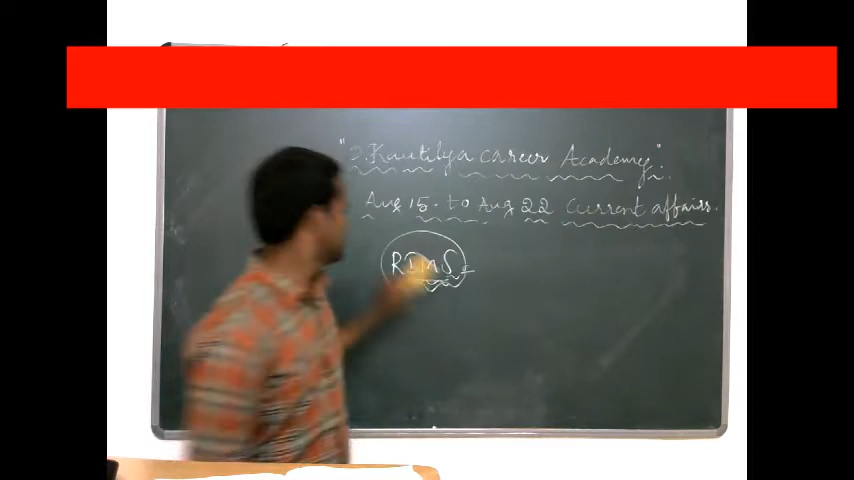 "J.Kautilya career Academy".
Aug 15. to Aug 22 current affairs.
RIMS